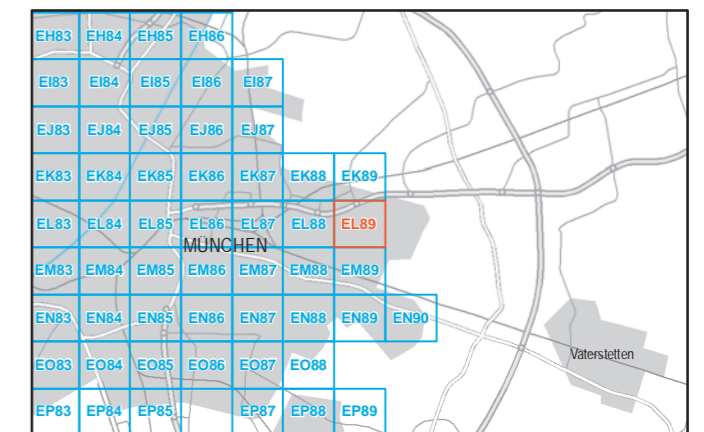 EH83 EH84 EH85 EH86
EI83 EI84 EI85 EI86 EI87
EJ83 EJ84 EJ85 EJ86 EJ87
EK83 EK84 EK85 EK86 EK87 EK88 EK89
EL83 EL84 EL85 EL86 EL87 EL88 EL89
MÜNCHEN
EM83 EM84 EM85 EM86 EM87 EM88 EM89
EN83 EN84 EN85 EN86 EN87 EN88 EN89 EN90
Vaterstetten
EO83 EO84 EO85 EO86 EO87 EO88
EP83 EP84 EP85 EP87 EP88 EP89